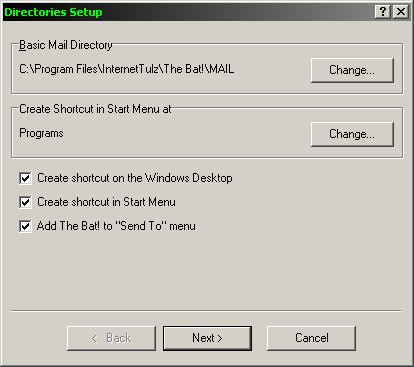 Directories Setup
Basic Mail Directory
C:\Program Files\InternetTulz\The Bat!\MAIL
Change...
Create Shortcut in Start Menu at
Programs
Change...
Create shortcut on the Windows Desktop
Create shortcut in Start Menu
Add The Bat! to "Send To" menu
< Back
Next >
Cancel